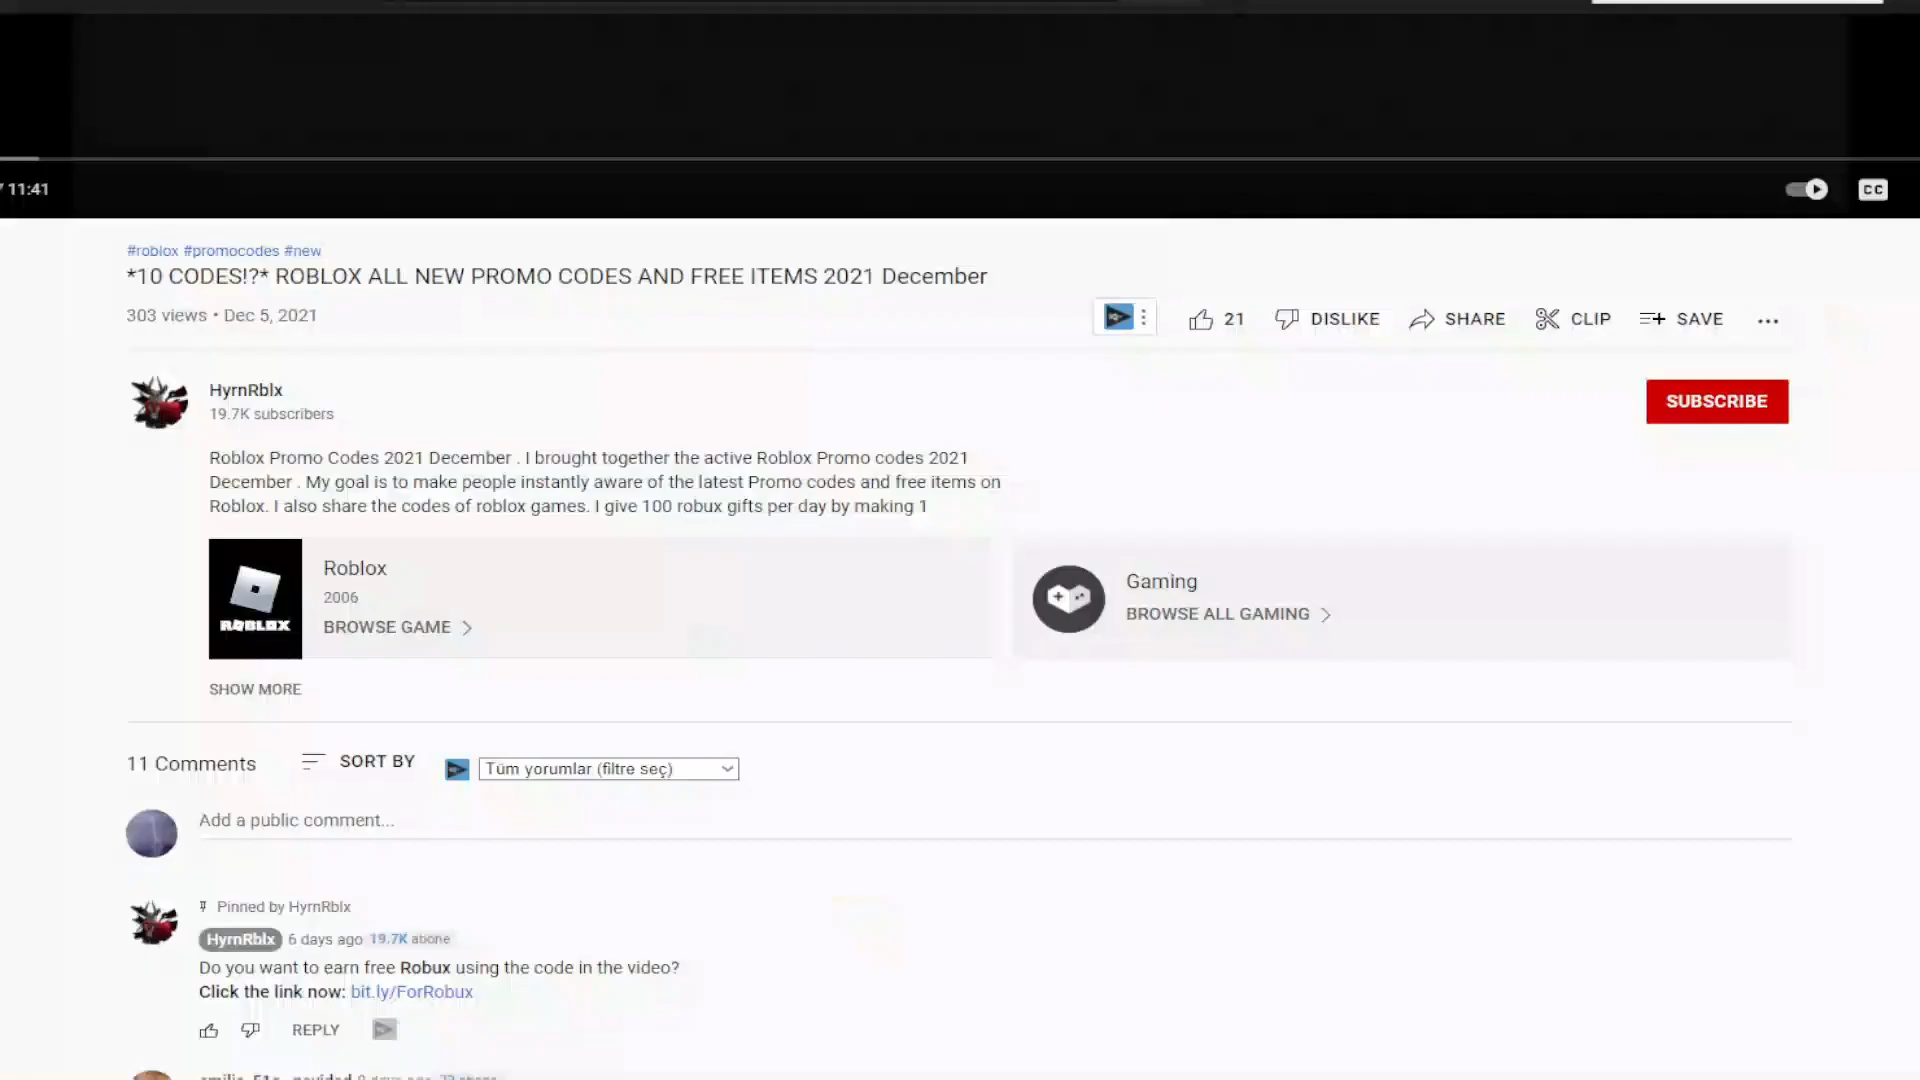 11:41
CC
#roblox #promocodes #new
*10 CODES!?* ROBLOX ALL NEW PROMO CODES AND FREE ITEMS 2021 December
303 views • Dec 5, 2021
21 DISLIKE SHARE CLIP SAVE
HyrnRblx
19.7K subscribers
SUBSCRIBE
Roblox Promo Codes 2021 December . I brought together the active Roblox Promo codes 2021
December . My goal is to make people instantly aware of the latest Promo codes and free items on
Roblox. I also share the codes of roblox games. I give 100 robux gifts per day by making 1
ROBLOX
Roblox
2006
BROWSE GAME
Gaming
BROWSE ALL GAMING
SHOW MORE
11 Comments SORT BY Tüm yorumlar (filtre seç)
Add a public comment...
Pinned by HyrnRblx
HyrnRblx 6 days ago 19.7K abone
Do you want to earn free Robux using the code in the video?
Click the link now: bit.ly/ForRobux
REPLY